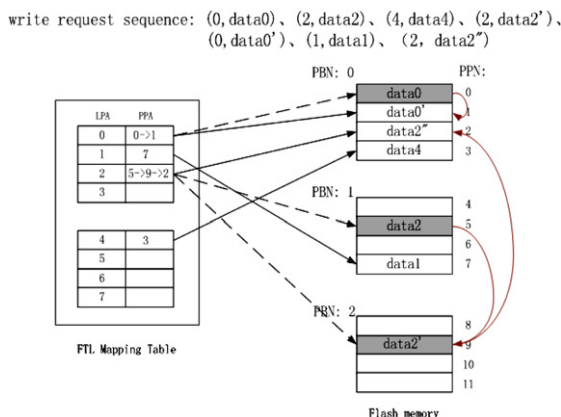 write request sequence: (0,data0)、(2,data2)、(4,data4)、(2,data2')、
(0,data0')、(1,data1)、 (2, data2")
PBN: 0 PPN:
LPA PPA
0 0->1
1 7
2 5->9->2
3
4 3
5
6
7
FTL Mapping Table
data0 0
data0' 1
data2" 2
data4 3
PBN: 1
4
data2 5
6
data1 7
PBN: 2
8
data2' 9
10
11
Flash memory